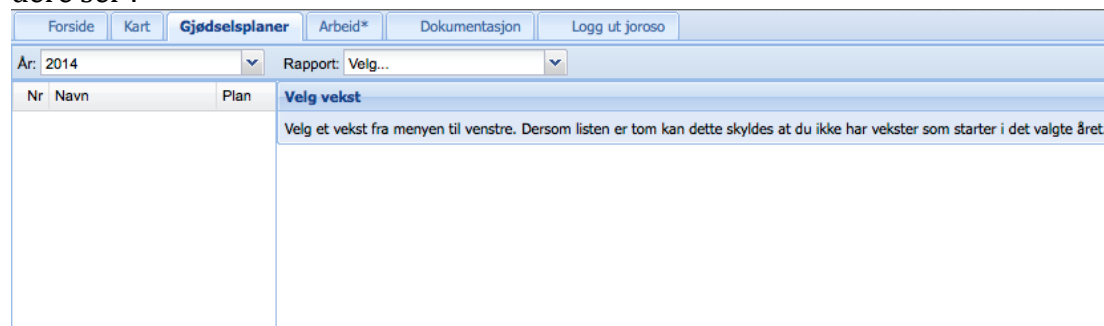 Forside Kart Gjødselsplaner Arbeid* Dokumentasjon Logg ut joroso
År: 2014 Rapport: Velg...
Nr Navn Plan Velg vekst
Velg et vekst fra menyen til venstre. Dersom listen er tom kan dette skyldes at du ikke har vekster som starter i det valgte året.